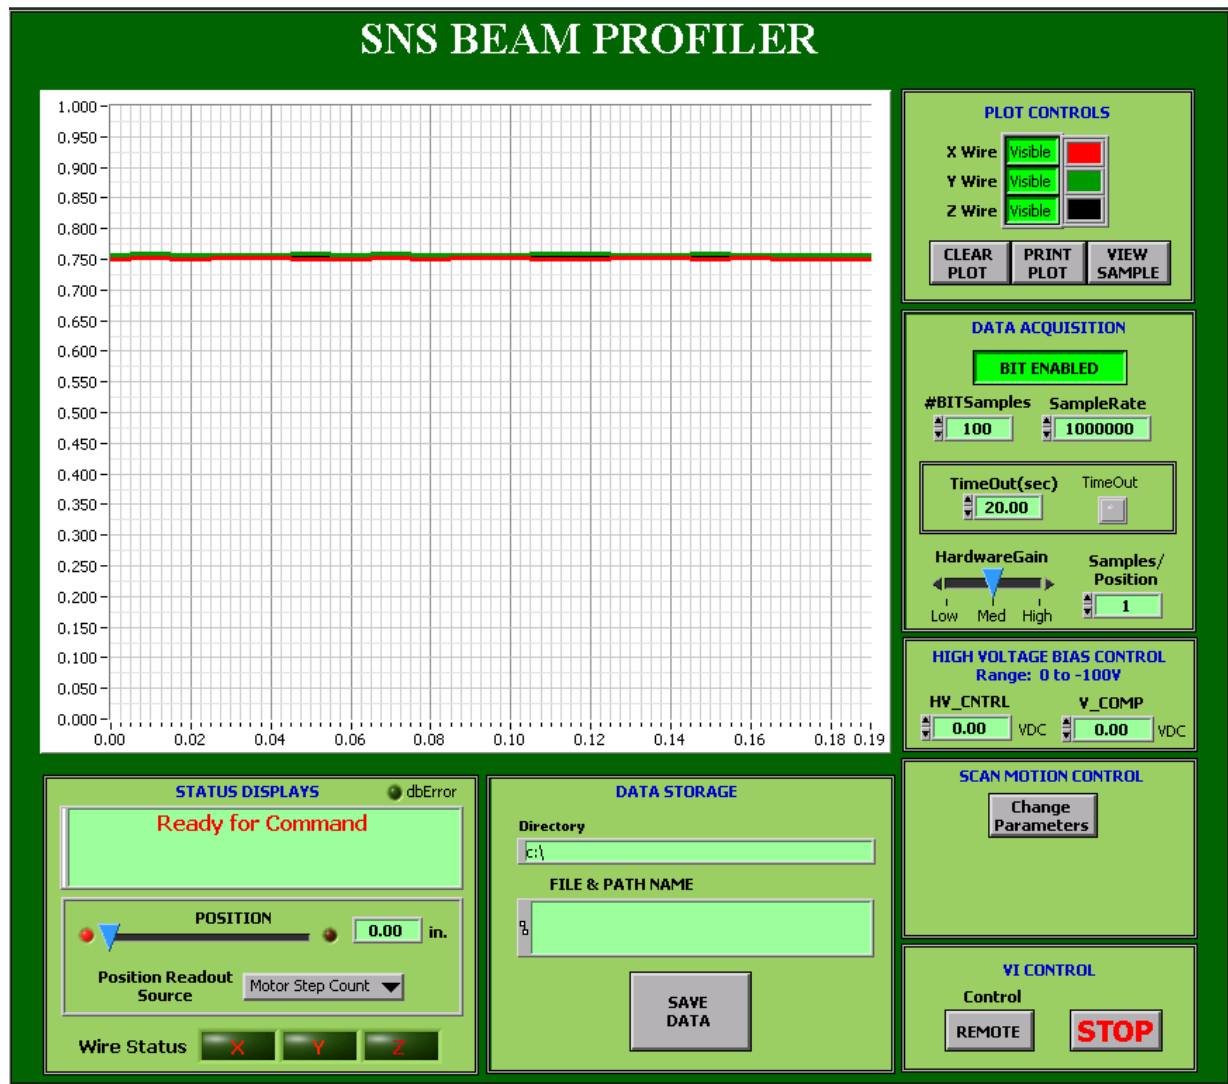 SNS BEAM PROFILER
1.000
0.950
0.900
0.850
0.800
0.750
0.700
0.650
0.600
0.550
0.500
0.450
0.400
0.350
0.300
0.250
0.200
0.150
0.100
0.050
0.000
0.00 0.02 0.04 0.06 0.08 0.10 0.12 0.14 0.16 0.18 0.19
PLOT CONTROLS
X Wire Visible
Y Wire Visible
Z Wire Visible
CLEAR PLOT
PRINT PLOT
VIEW SAMPLE
DATA ACQUISITION
BIT ENABLED
#BITSamples SampleRate
100 1000000
TimeOut(sec) TimeOut
20.00
HardwareGain
Low Med High
Samples/
Position
1
HIGH VOLTAGE BIAS CONTROL
Range: 0 to -100V
HV_CNTRL V_COMP
0.00 VDC 0.00 VDC
SCAN MOTION CONTROL
Change
Parameters
VI CONTROL
Control
REMOTE STOP
STATUS DISPLAYS dbError
Ready for Command
POSITION
0.00 in.
Position Readout
Source
Motor Step Count
Wire Status X Y Z
DATA STORAGE
Directory
c:\
FILE & PATH NAME
SAVE
DATA